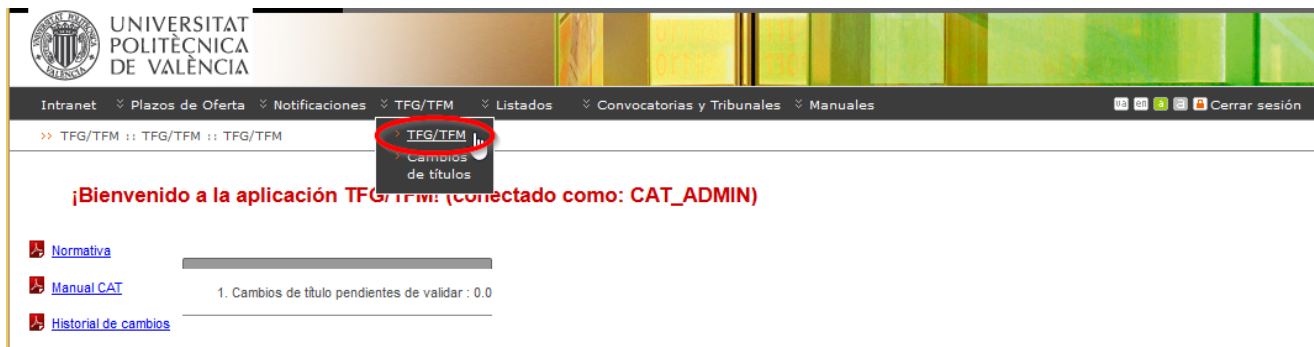 UNIVERSITAT
POLITÈCNICA
DE VALÈNCIA
Intranet Plazos de Oferta Notificaciones TFG/TFM Listados Convocatorias y Tribunales Manuales va en a a Cerrar sesión
>> TFG/TFM :: TFG/TFM :: TFG/TFM
> TFG/TFM
> Cambios
de títulos
¡Bienvenido a la aplicación TFG/TFM! (conectado como: CAT_ADMIN)
Normativa
Manual CAT
1. Cambios de título pendientes de validar : 0.0
Historial de cambios